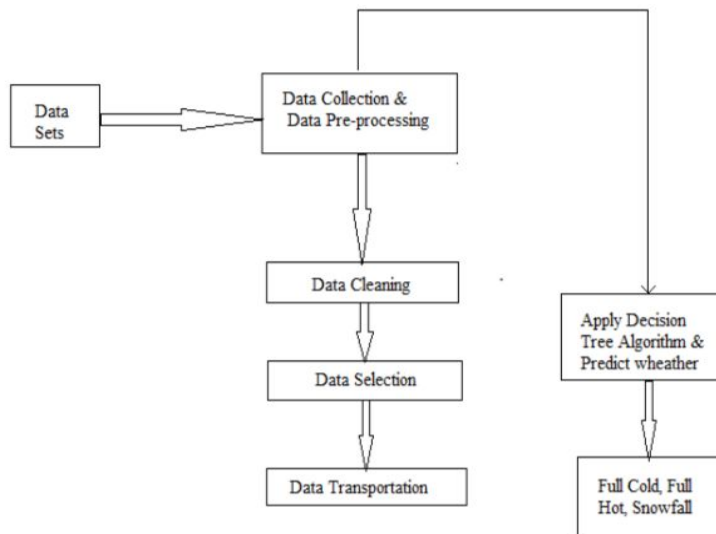 Data
Sets
Data Collection &
Data Pre-processing
Data Cleaning
Data Selection
Data Transportation
Apply Decision
Tree Algorithm &
Predict wheather
Full Cold, Full
Hot, Snowfall